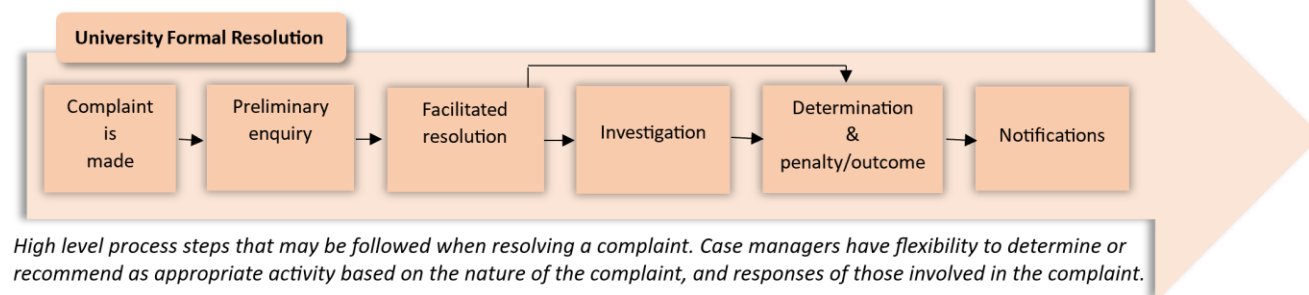 University Formal Resolution
Complaint
is
made
Preliminary
enquiry
Facilitated
resolution
Investigation
Determination
&
penalty/outcome
Notifications
High level process steps that may be followed when resolving a complaint. Case managers have flexibility to determine or
recommend as appropriate activity based on the nature of the complaint, and responses of those involved in the complaint.